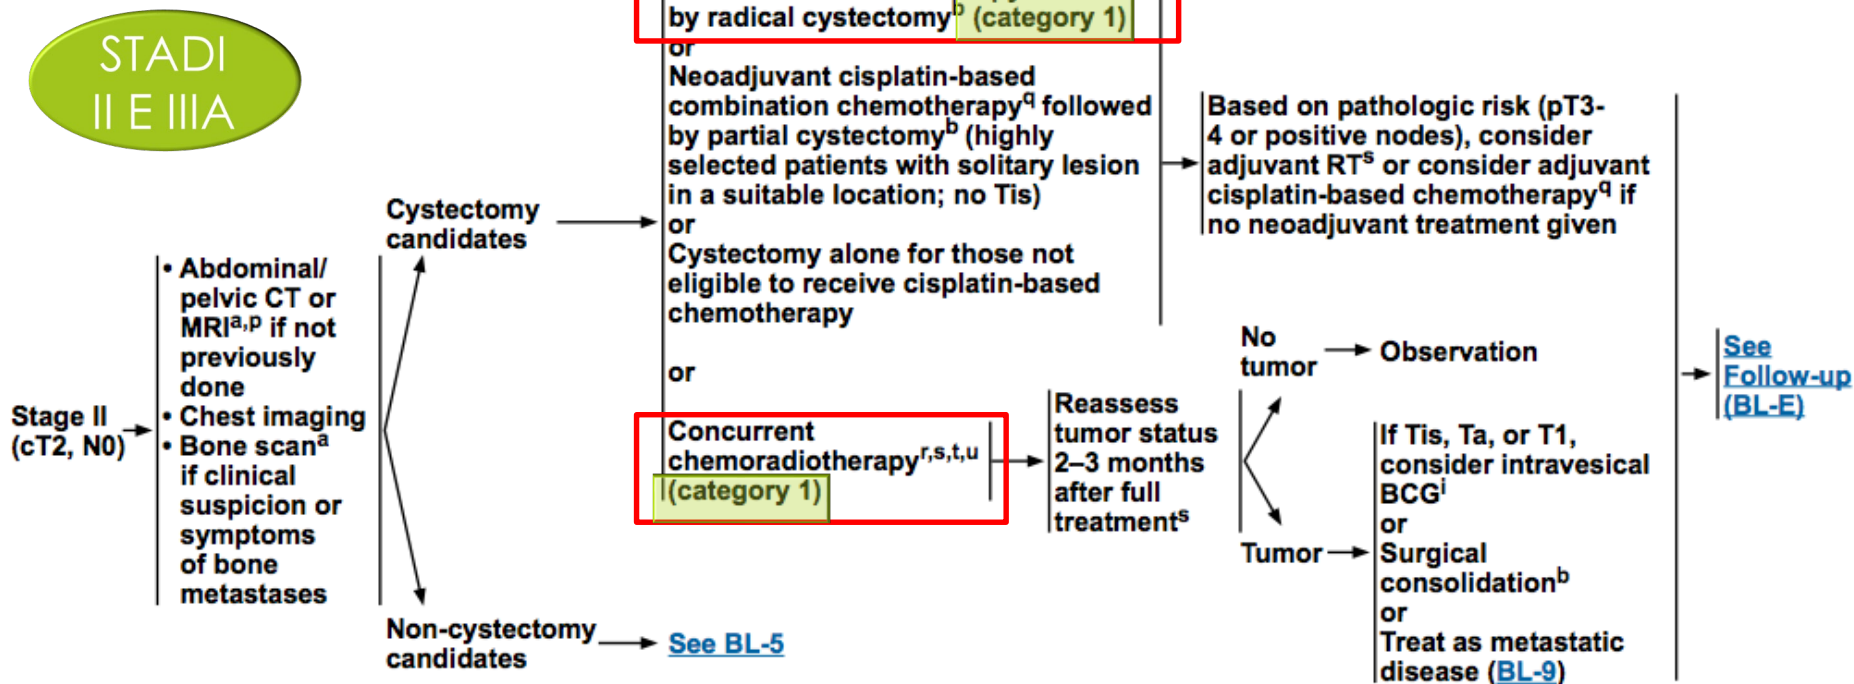 STADI
II E IIIA
Stage II
(cT2, N0)
• Abdominal/
pelvic CT or
MRIa,p if not
previously
done
• Chest imaging
• Bone scana
if clinical
suspicion or
symptoms
of bone
metastases
Cystectomy
candidates
Non-cystectomy
candidates
See BL-5
by radical cystectomyb (category 1)
or
Neoadjuvant cisplatin-based
combination chemotherapyq followed
by partial cystectomyb (highly
selected patients with solitary lesion
in a suitable location; no Tis)
or
Cystectomy alone for those not
eligible to receive cisplatin-based
chemotherapy
or
Concurrent
chemoradiotherapyr,s,t,u
(category 1)
Based on pathologic risk (pT3-
4 or positive nodes), consider
adjuvant RTs or consider adjuvant
cisplatin-based chemotherapyq if
no neoadjuvant treatment given
Reassess
tumor status
2–3 months
after full
treatments
No
tumor
Observation
Tumor
If Tis, Ta, or T1,
consider intravesical
BCGi
or
Surgical
consolidationb
or
Treat as metastatic
disease (BL-9)
See
Follow-up
(BL-E)